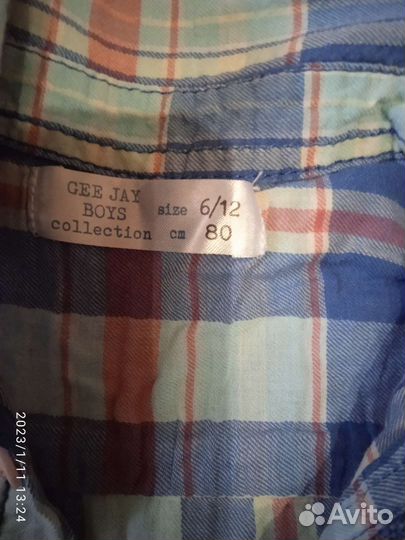 GEE JAY
BOYS
collection
size 6/12
cm 80
2023/1/11 13:24
Avito